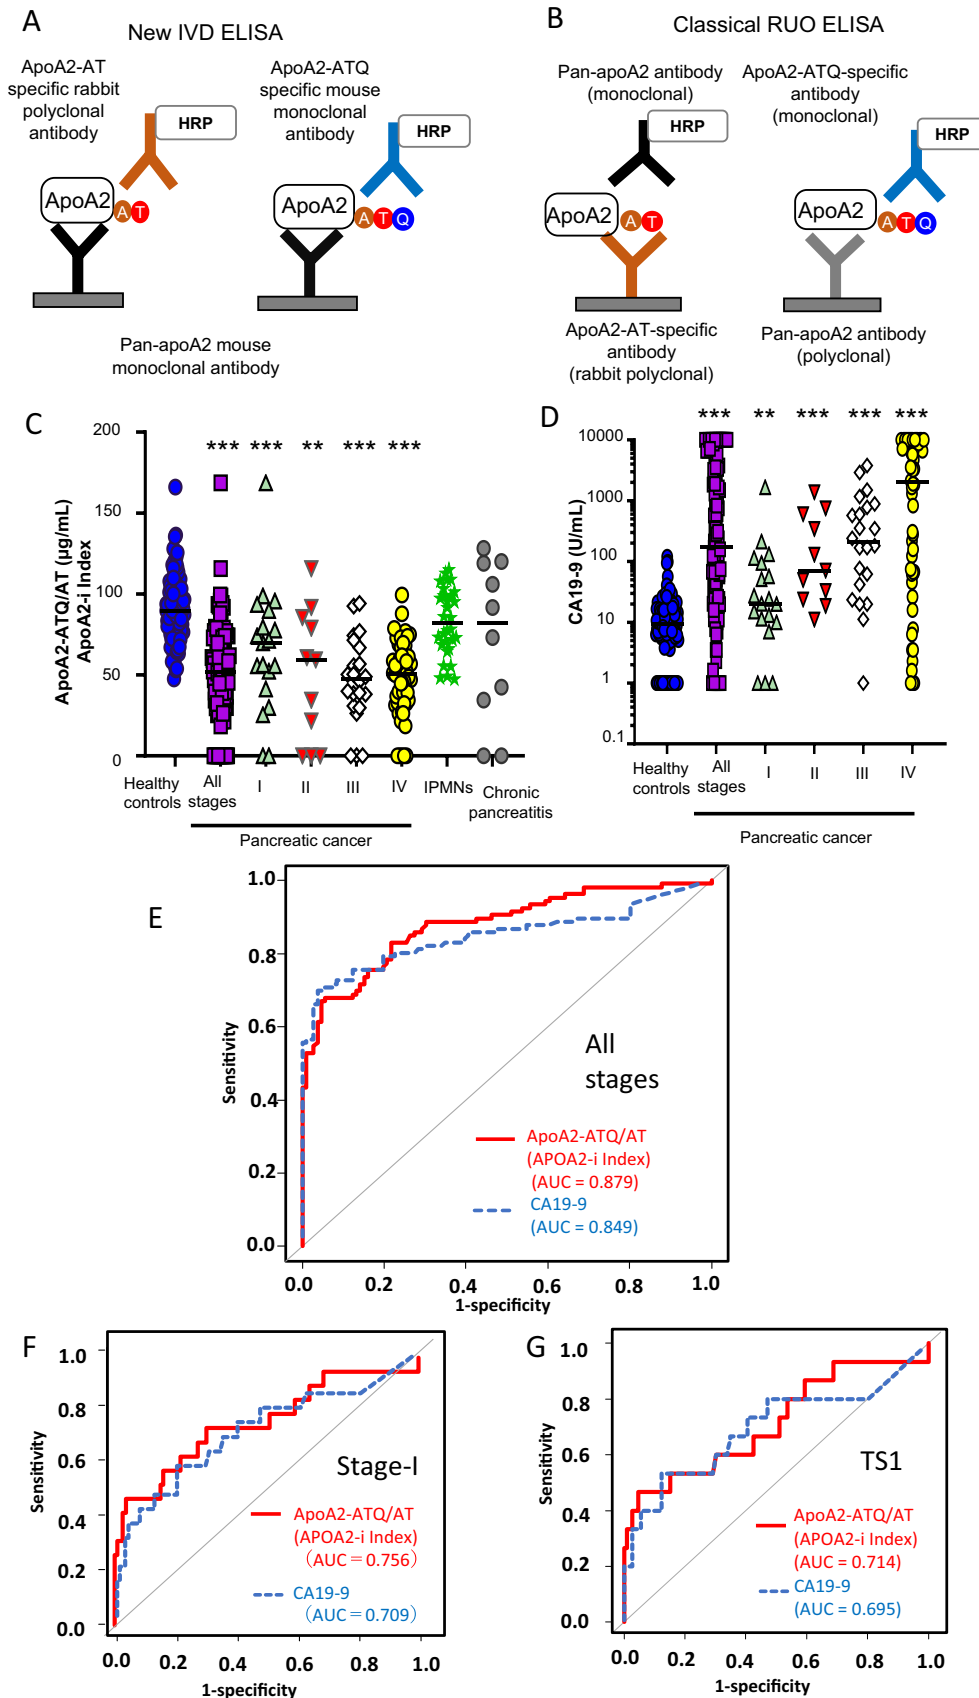 A
New IVD ELISA
ApoA2-AT
specific rabbit
polyclonal
antibody
HRP
ApoA2
A T
ApoA2-ATQ
specific mouse
monoclonal
antibody
HRP
ApoA2
A T Q
Pan-apoA2 mouse
monoclonal antibody
B
Classical RUO ELISA
Pan-apoA2 antibody
(monoclonal)
HRP
ApoA2
A T
ApoA2-AT-specific
antibody
(rabbit polyclonal)
ApoA2-ATQ-specific
antibody
(monoclonal)
HRP
ApoA2
A T Q
Pan-apoA2 antibody
(polyclonal)
C
ApoA2-ATQ/AT (µg/mL)
ApoA2-i Index
200
150
100
50
0
*** *** ** *** ***
Healthy
controls
All
stages
I
II
III
IV
IPMNs
Chronic
pancreatitis
Pancreatic cancer
D
CA19-9 (U/mL)
10000
1000
100
10
1
0.1
*** ** *** *** ***
Healthy
controls
All
stages
I
II
III
IV
Pancreatic cancer
E
Sensitivity
1.0
0.8
0.6
0.4
0.2
0.0
All
stages
ApoA2-ATQ/AT
(APOA2-i Index)
(AUC = 0.879)
CA19-9
(AUC = 0.849)
0.0 0.2 0.4 0.6 0.8 1.0
1-specificity
F
Sensitivity
1.0
0.8
0.6
0.4
0.2
0.0
Stage-I
ApoA2-ATQ/AT
(APOA2-i Index)
（AUC＝0.756）
CA19-9
（AUC＝0.709）
0.0 0.2 0.4 0.6 0.8 1.0
1-specificity
G
Sensitivity
1.0
0.8
0.6
0.4
0.2
0.0
TS1
ApoA2-ATQ/AT
(APOA2-i Index)
(AUC = 0.714)
CA19-9
(AUC = 0.695)
0.0 0.2 0.4 0.6 0.8 1.0
1-specificity